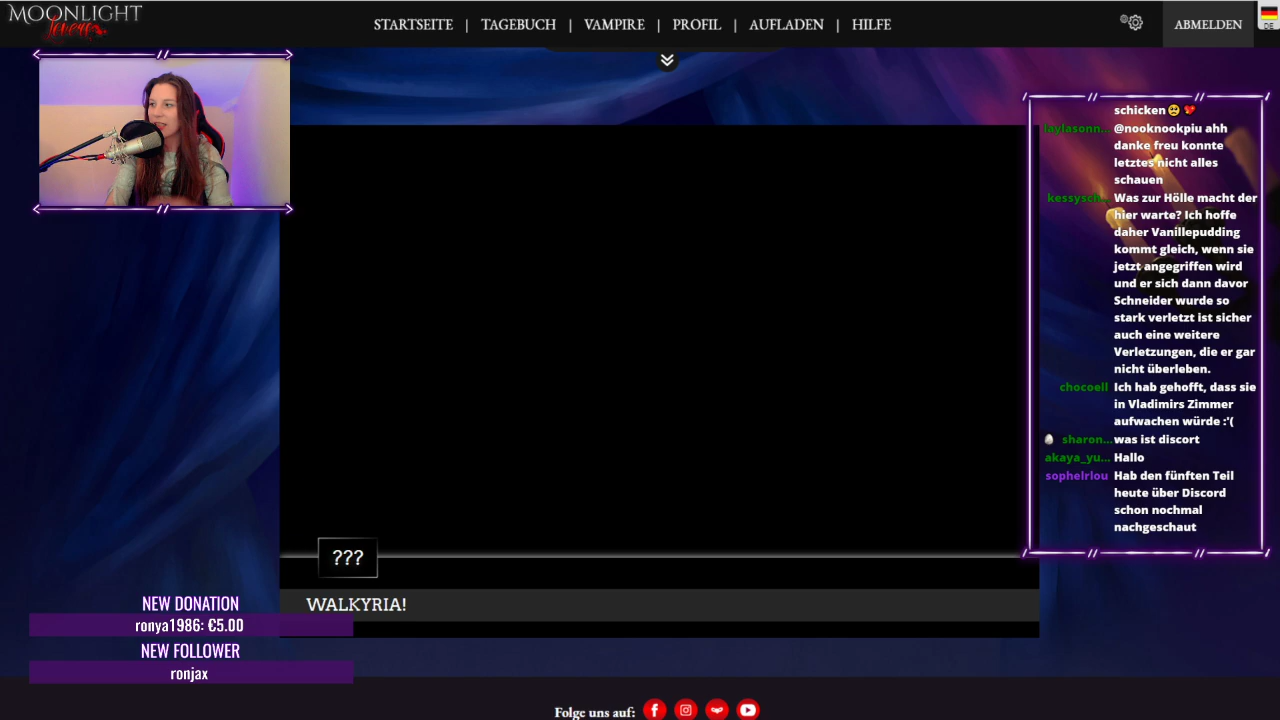 MOONLIGHT
Lovers
STARTSEITE | TAGEBUCH | VAMPIRE | PROFIL | AUFLADEN | HILFE
ABMELDEN
DE
schicken
laylasonn... @nooknookpiu ahh
danke freu konnte
letztes nicht alles
schauen
kessysch... Was zur Hölle macht der
hier warte? Ich hoffe
daher Vanillepudding
kommt gleich, wenn sie
jetzt angegriffen wird
und er sich dann davor
Schneider wurde so
stark verletzt ist sicher
auch eine weitere
Verletzungen, die er gar
nicht überleben.
chocoell Ich hab gehofft, dass sie
in Vladimirs Zimmer
aufwachen würde :'(
sharon... was ist discort
akaya_yu... Hallo
sophelrlou Hab den fünften Teil
heute über Discord
schon nochmal
nachgeschaut
???
WALKYRIA!
NEW DONATION
ronya1986: €5.00
NEW FOLLOWER
ronjax
Folge uns auf: